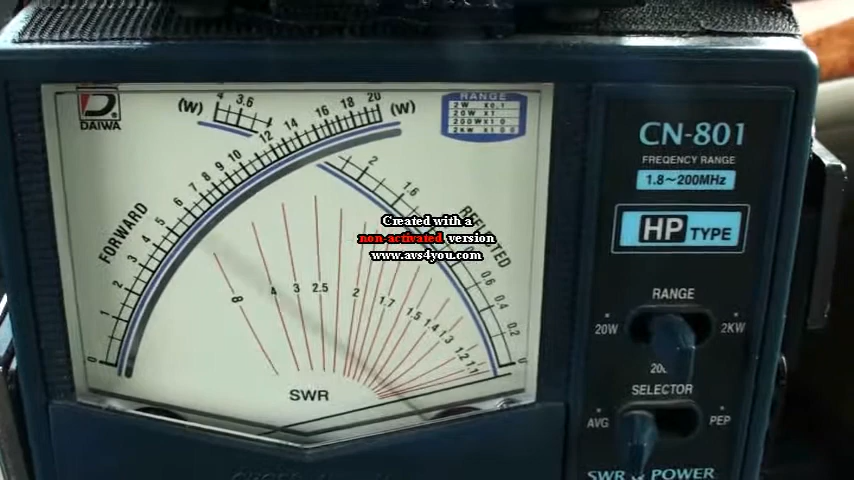 DAIWA
(W)
4 3.6
12 14 16 18 20
(W)
RANGE
2W X0.1
20W X1
200W X10
2KW X100
FORWARD
0 1 2 3 4 5 6 7 8 9 10
REFLECTED
2 1.6
0.6 0.4 0.2 0
8 4 3 2.5 2 1.7 1.5 1.4 1.3 1.2 1.1
SWR
Created with a
non-activated version
www.avs4you.com
CN-801
FREQENCY RANGE
1.8~200MHz
HP TYPE
RANGE
20W 2KW
SELECTOR
AVG PEP
SWR POWER